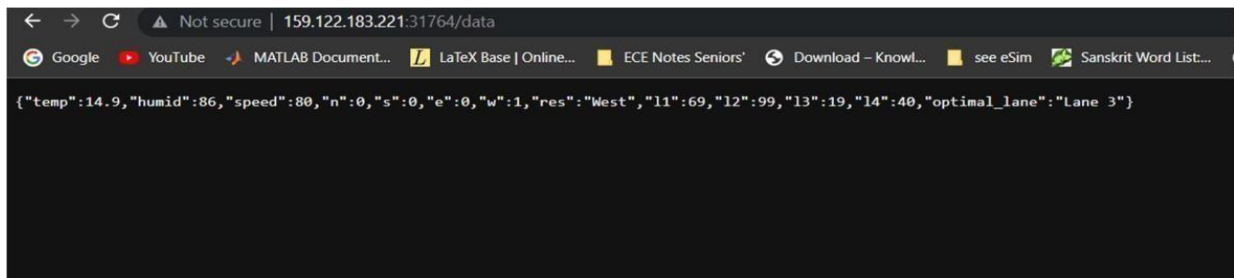 Not secure | 159.122.183.221:31764/data
Google YouTube MATLAB Document... LaTeX Base | Online... ECE Notes Seniors' Download – Knowl... see eSim Sanskrit Word List:...
{"temp":14.9,"humid":86,"speed":80,"n":0,"s":0,"e":0,"w":1,"res":"West","l1":69,"l2":99,"l3":19,"l4":40,"optimal_lane":"Lane 3"}